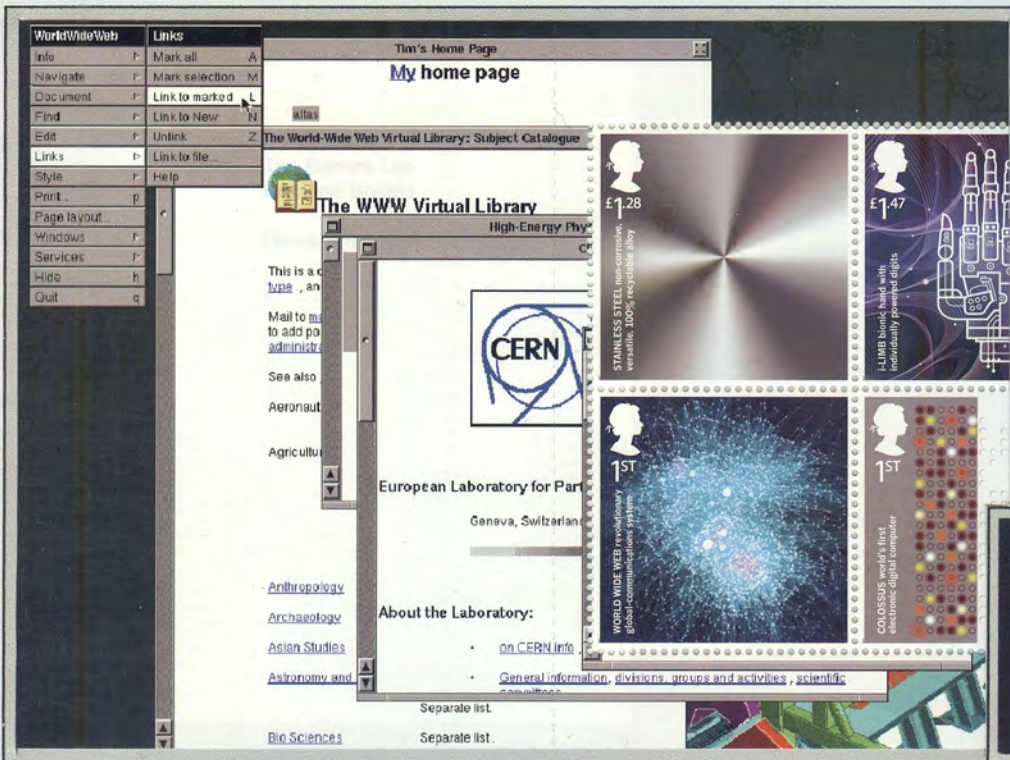 WorldWideWeb
Info
Navigate
Document
Find
Edit
Links
Style
Print... p
Page layout...
Windows
Services
Hide h
Quit q
Links
Mark all A
Mark selection M
Link to marked L
Link to New N
Unlink Z
Link to file...
Help
Tim's Home Page
My home page
atlas
The World-Wide Web Virtual Library: Subject Catalogue
The WWW Virtual Library
This is a
type ., an
Mail to
to add po
administra
See also
Aeronaut
Agricultu
Anthropology
Archaeology
Asian Studies
Astronomy and
Separate list.
Bio Sciences
Separate list.
High-Energy Phy
CERN
European Laboratory for Part
Geneva, Switzerland
About the Laboratory:
· on CERN info
· General information, divisions, groups and activities , scientific
committees
£1.28
STAINLESS STEEL non-corrosive,
versatile, 100% recyclable alloy
£1.47
i-LIMB bionic hand with
individually powered digits
1ST
WORLD WIDE WEB revolutionary
global-communications system
1ST
COLOSSUS world's first
electronic digital computer